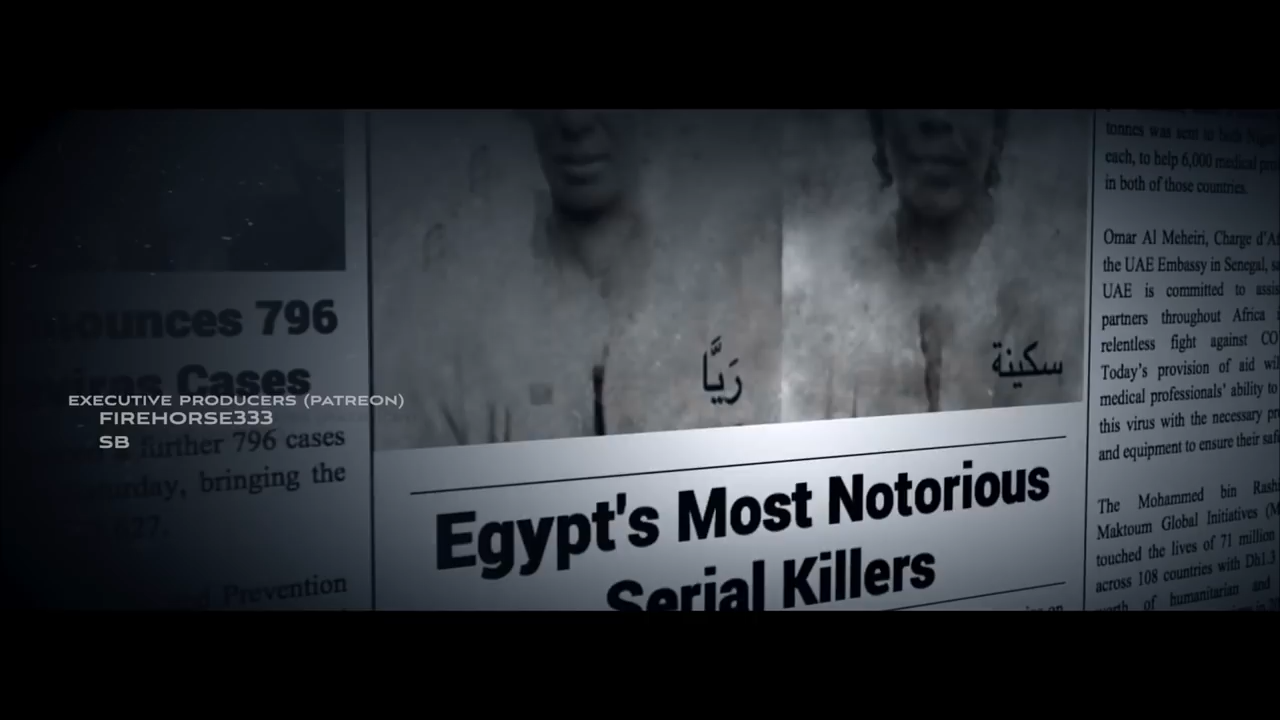 nounces 796
Cases
further 796 cases
bringing the
Prevention
EXECUTIVE PRODUCERS (PATREON)
FIREHORSE333
SB
رَيَّا
سكينة
Egypt's Most Notorious
Serial Killers
tonnes was sent to both
each, to help 6,000 medical
in both of those countries.
Omar Al Meheiri, Charge
the UAE Embassy in Senegal,
UAE is committed to
partners throughout Africa
relentless fight against
Today's provision of aid
medical professionals' ability to
this virus with the necessary
and equipment to ensure their
The Mohammed bin
Maktoum Global Initiatives
touched the lives of 71 million
across 108 countries with
of humanitarian and